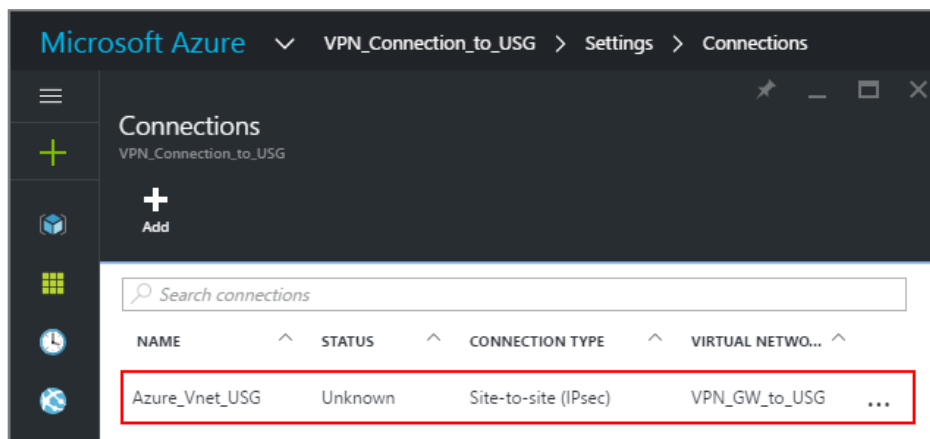 Microsoft Azure VPN_Connection_to_USG > Settings > Connections
Connections
VPN_Connection_to_USG
Add
Search connections
NAME STATUS CONNECTION TYPE VIRTUAL NETWO...
Azure_Vnet_USG Unknown Site-to-site (IPsec) VPN_GW_to_USG ...